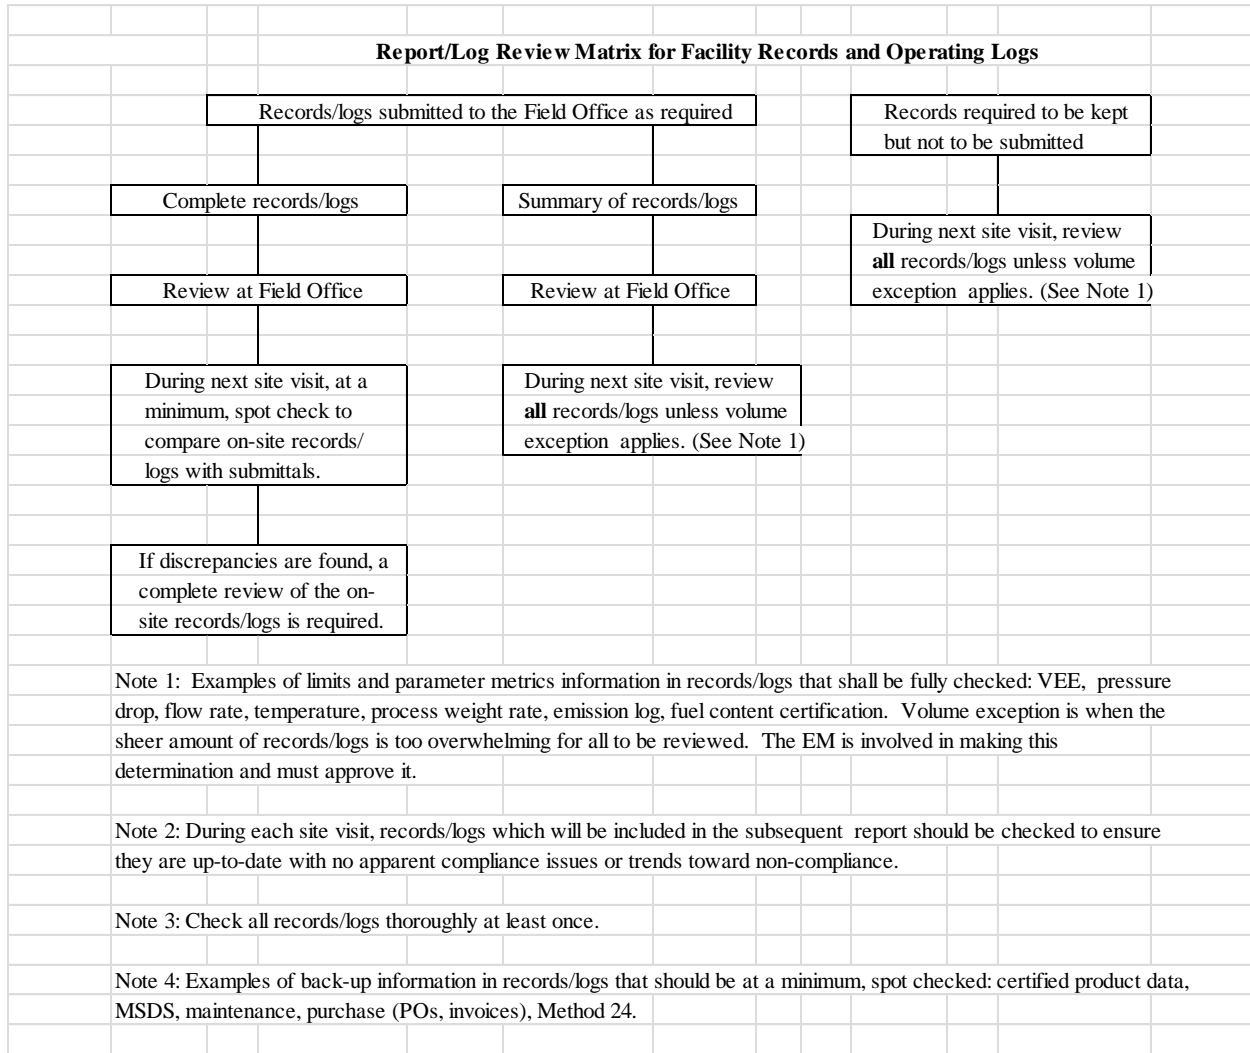 Report/Log Review Matrix for Facility Records and Operating Logs
Records/logs submitted to the Field Office as required
Records required to be kept
but not to be submitted
Complete records/logs
Summary of records/logs
During next site visit, review
all records/logs unless volume
exception applies. (See Note 1)
Review at Field Office
Review at Field Office
During next site visit, at a
minimum, spot check to
compare on-site records/
logs with submittals.
During next site visit, review
all records/logs unless volume
exception applies. (See Note 1)
If discrepancies are found, a
complete review of the on-
site records/logs is required.
Note 1: Examples of limits and parameter metrics information in records/logs that shall be fully checked: VEE, pressure
drop, flow rate, temperature, process weight rate, emission log, fuel content certification. Volume exception is when the
sheer amount of records/logs is too overwhelming for all to be reviewed. The EM is involved in making this
determination and must approve it.
Note 2: During each site visit, records/logs which will be included in the subsequent report should be checked to ensure
they are up-to-date with no apparent compliance issues or trends toward non-compliance.
Note 3: Check all records/logs thoroughly at least once.
Note 4: Examples of back-up information in records/logs that should be at a minimum, spot checked: certified product data,
MSDS, maintenance, purchase (POs, invoices), Method 24.